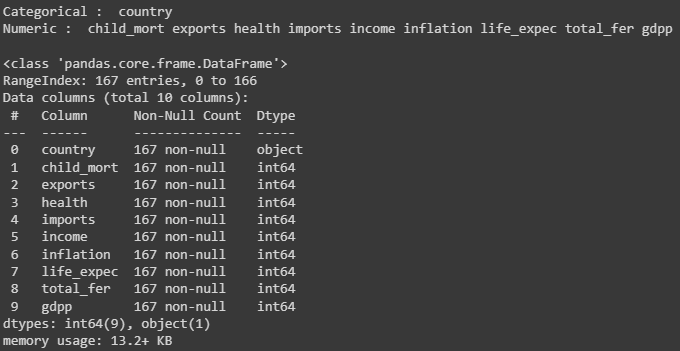 Categorical :  country
Numeric :  child_mort exports health imports income inflation life_expec total_fer gdpp
<class 'pandas.core.frame.DataFrame'>
RangeIndex: 167 entries, 0 to 166
Data columns (total 10 columns):
 #   Column      Non-Null Count  Dtype
---  ------      --------------  -----
 0   country     167 non-null    object
 1   child_mort  167 non-null    int64
 2   exports     167 non-null    int64
 3   health      167 non-null    int64
 4   imports     167 non-null    int64
 5   income      167 non-null    int64
 6   inflation   167 non-null    int64
 7   life_expec  167 non-null    int64
 8   total_fer   167 non-null    int64
 9   gdpp        167 non-null    int64
dtypes: int64(9), object(1)
memory usage: 13.2+ KB